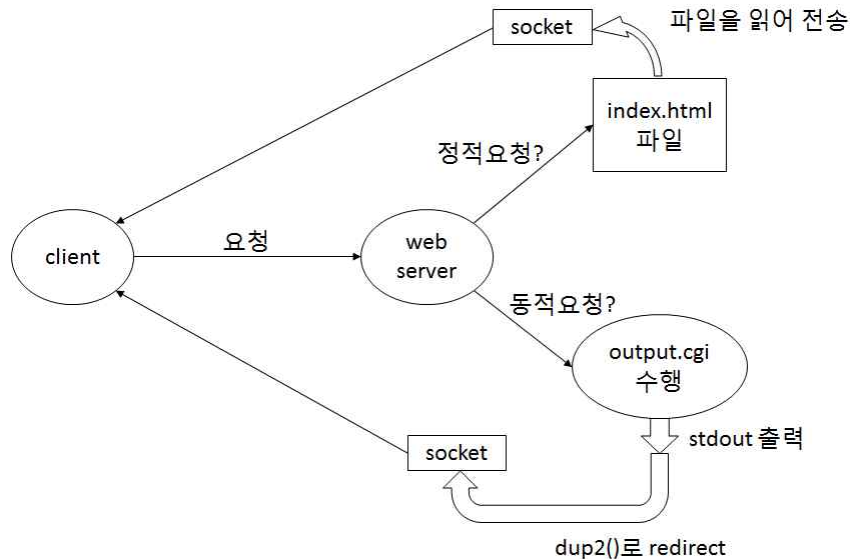 socket
파일을 읽어 전송
index.html
파일
정적요청?
client
요청
web
server
동적요청?
output.cgi
수행
stdout 출력
socket
dup2()로 redirect